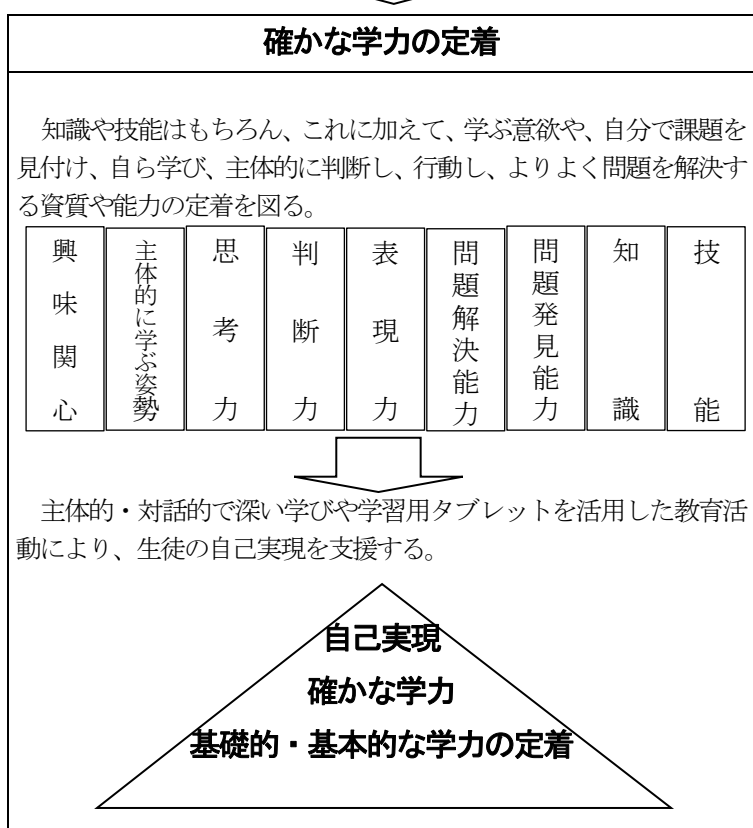 確かな学力の定着
知識や技能はもちろん、これに加えて、学ぶ意欲や、自分で課題を
見付け、自ら学び、主体的に判断し、行動し、よりよく問題を解決す
る資質や能力の定着を図る。
興味関心
主体的に学ぶ姿勢
思考力
判断力
表現力
問題解決能力
問題発見能力
知識
技能
主体的・対話的で深い学びや学習用タブレットを活用した教育活
動により、生徒の自己実現を支援する。
自己実現
確かな学力
基礎的・基本的な学力の定着